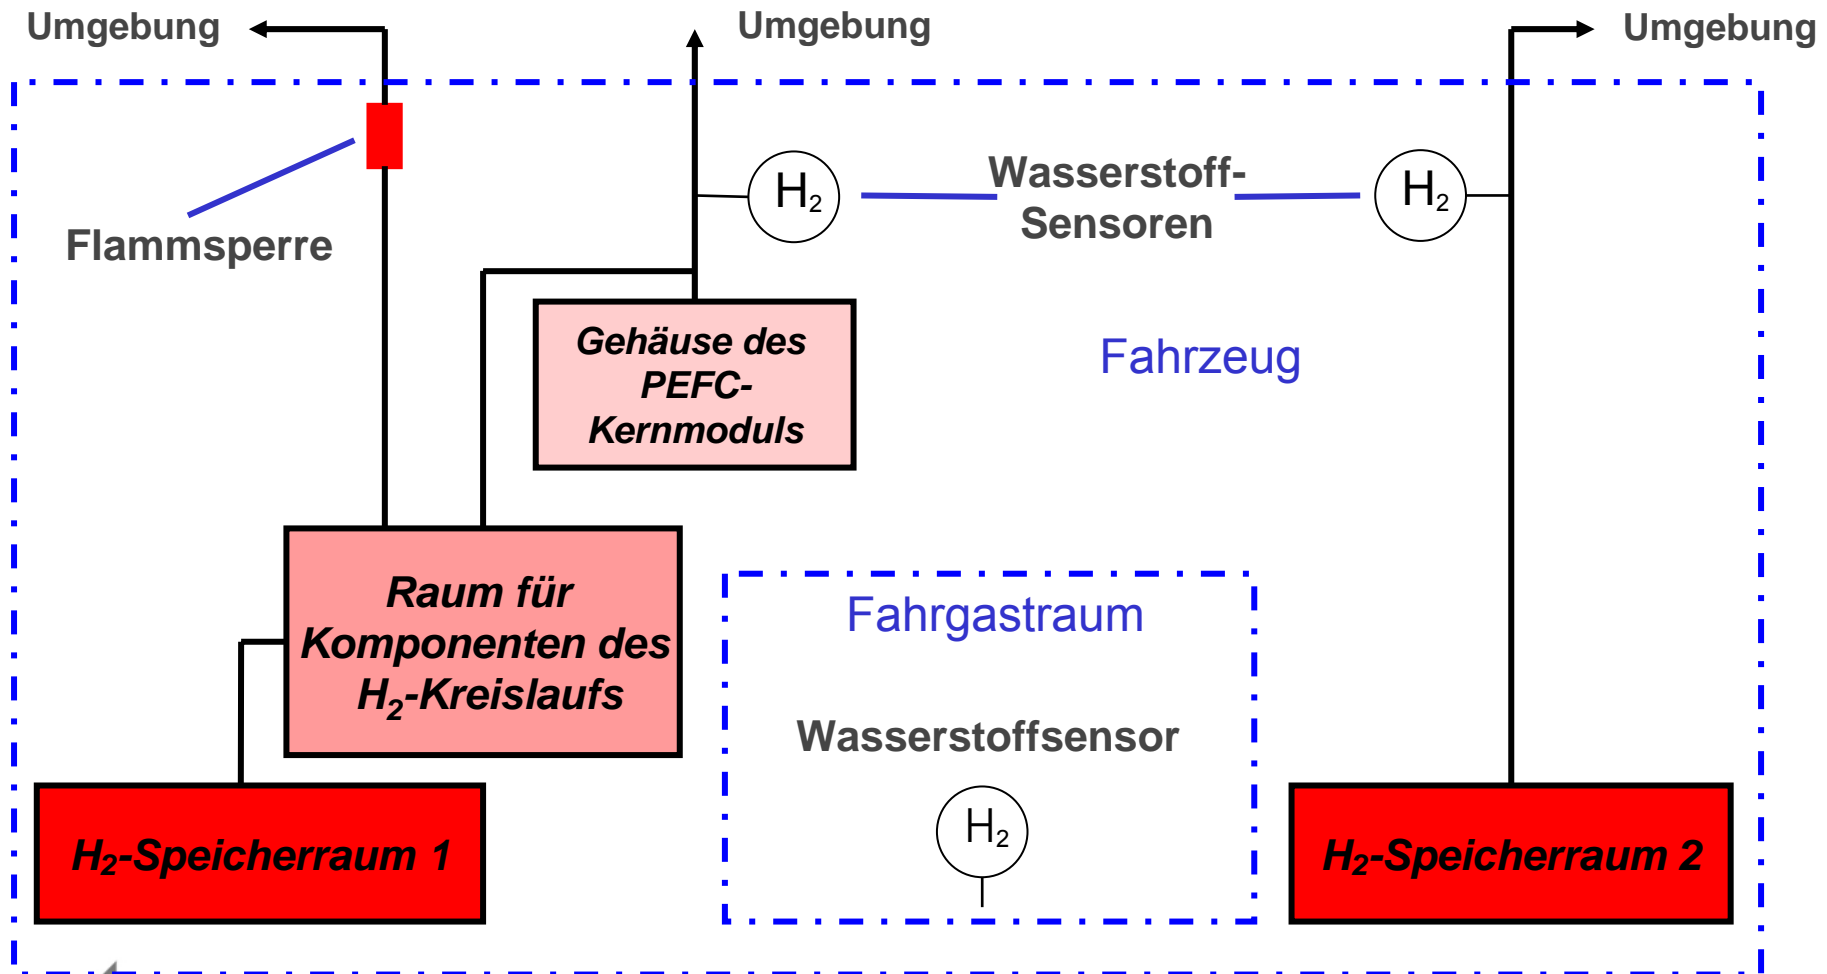 Umgebung
Umgebung
Umgebung
Flammsperre
H₂
Wasserstoff-
Sensoren
H₂
Gehäuse des
PEFC-
Kernmoduls
Fahrzeug
Raum für
Komponenten des
H₂-Kreislaufs
Fahrgastraum
Wasserstoffsensor
H₂
H₂-Speicherraum 1
H₂-Speicherraum 2